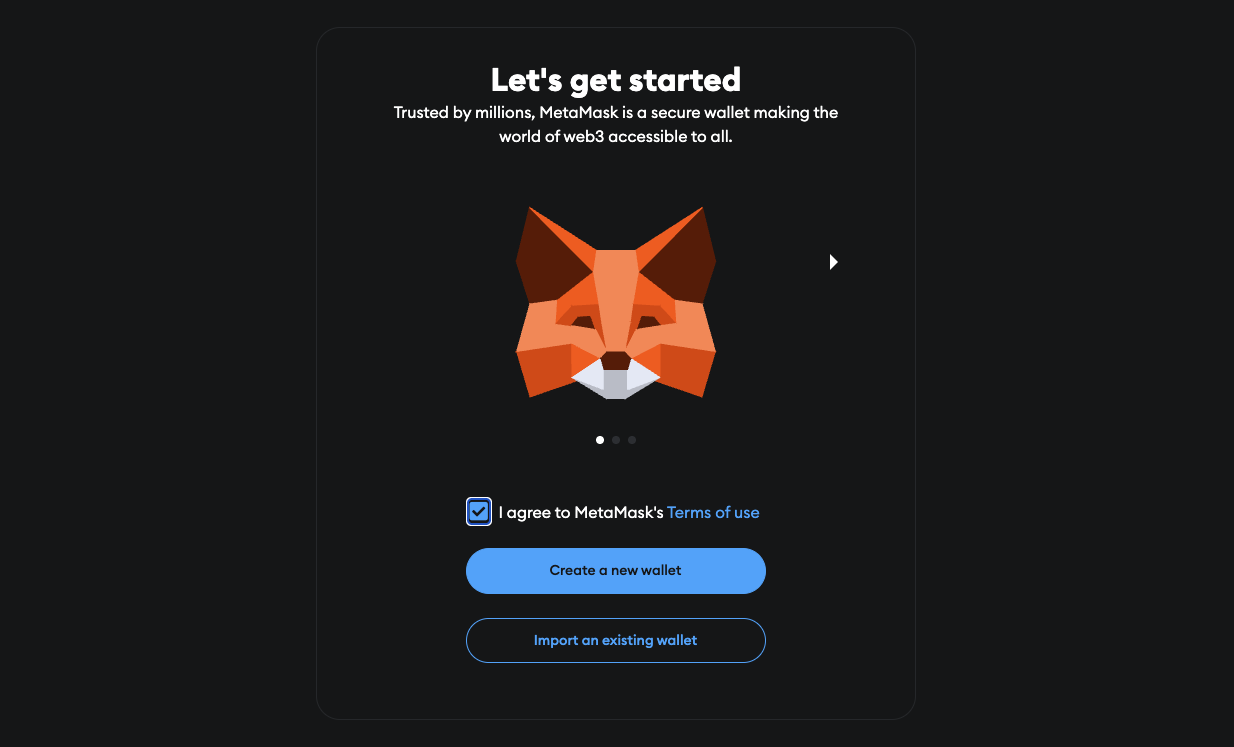 Let's get started
Trusted by millions, MetaMask is a secure wallet making the
world of web3 accessible to all.
I agree to MetaMask's Terms of use
Create a new wallet
Import an existing wallet